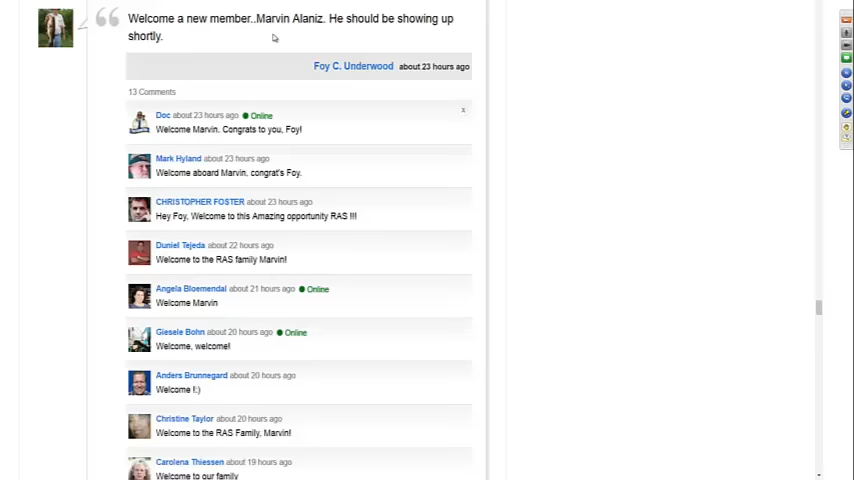 Welcome a new member..Marvin Alaniz. He should be showing up
shortly.
Foy C. Underwood about 23 hours ago
13 Comments
x
Doc about 23 hours ago Online
Welcome Marvin. Congrats to you, Foy!
Mark Hyland about 23 hours ago
Welcome aboard Marvin, congrat's Foy.
CHRISTOPHER FOSTER about 23 hours ago
Hey Foy, Welcome to this Amazing opportunity RAS !!!
Duniel Tejeda about 22 hours ago
Welcome to the RAS family Marvin!
Angela Bloemendal about 21 hours ago Online
Welcome Marvin
Giesele Bohn about 20 hours ago Online
Welcome, welcome!
Anders Brunnegard about 20 hours ago
Welcome !:)
Christine Taylor about 20 hours ago
Welcome to the RAS Family, Marvin!
Carolena Thiessen about 19 hours ago
Welcome to our family